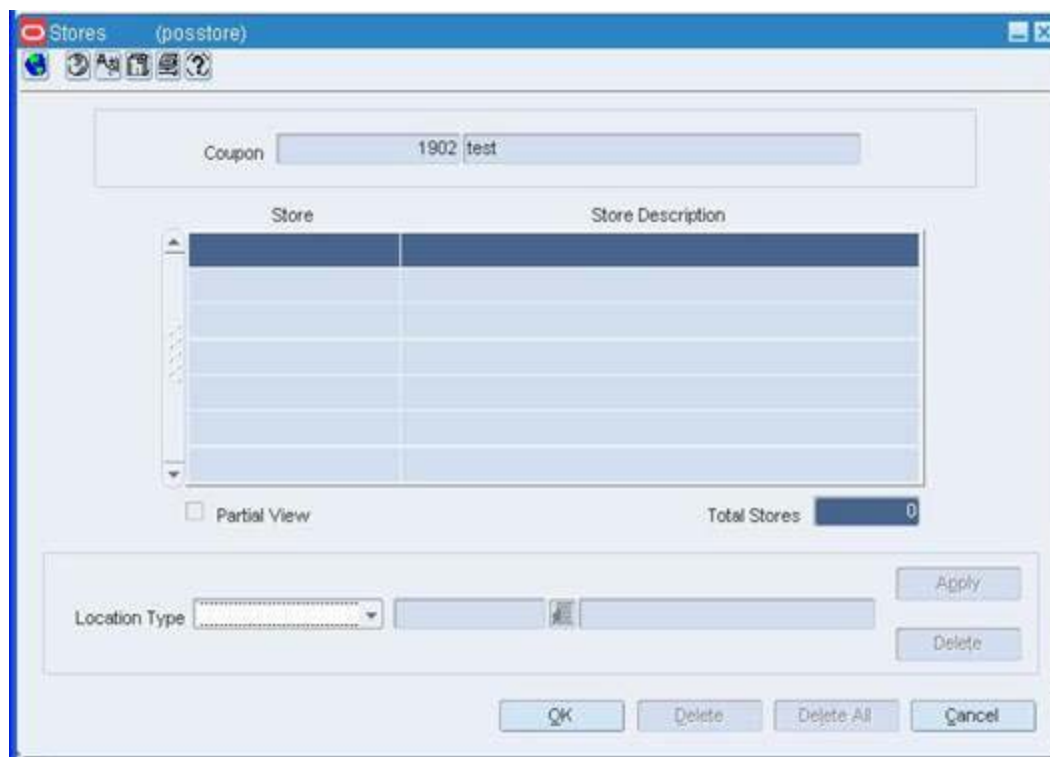 Stores (posstore)
Coupon 1902 test
Store Store Description
Partial View Total Stores 0
Apply
Location Type
Delete
OK Delete Delete All Cancel